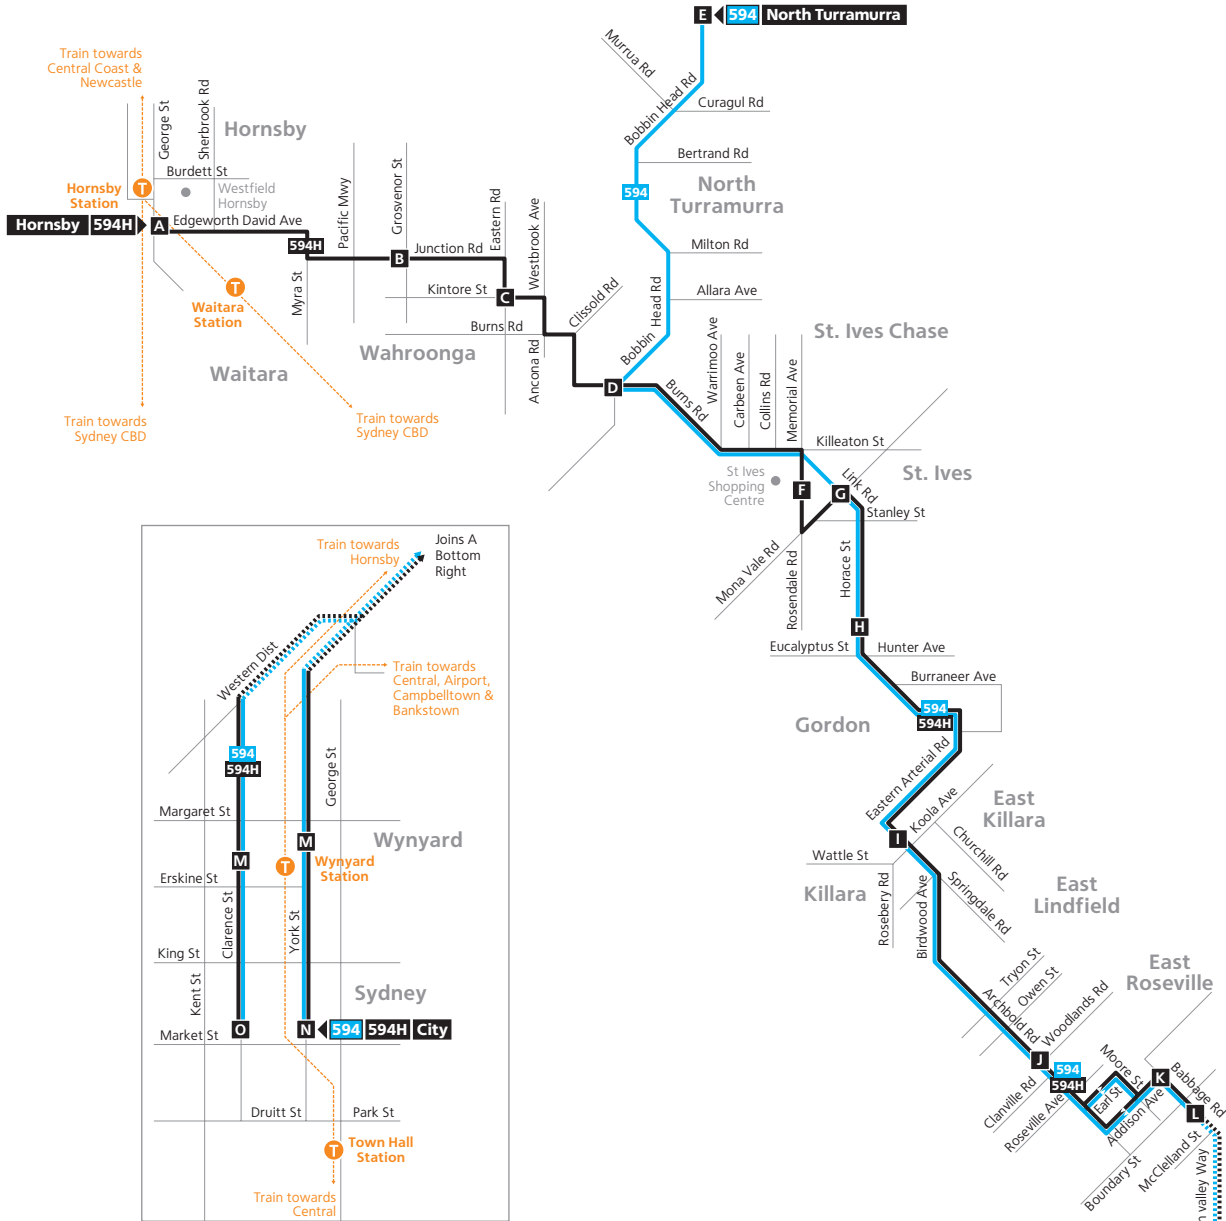 E
594
North Turramurra
Murrua Rd
Bobbin Head Rd
Curagul Rd
Bertrand Rd
594
North
Turramurra
Milton Rd
Allara Ave
Bobbin
Head Rd
Train towards
Central Coast &
Newcastle
George St
Sherbrook Rd
Hornsby
Burdett St
Hornsby
Station
T
Westfield
Hornsby
Hornsby
594H
A
Edgeworth David Ave
594H
Pacific Mwy
Grosvenor St
B
Junction Rd
Eastern Rd
Westbrook Ave
T
Waitara
Station
Myra St
Kintore St
C
Clissold Rd
Burns Rd
Ancona Rd
Wahroonga
Waitara
D
Train towards
Sydney CBD
Train towards
Sydney CBD
Burns Rd
Warrimoo Ave
Carbeen Ave
Collins Rd
Memorial Ave
St. Ives Chase
Killeaton St
St Ives
Shopping
Centre
F
Link Rd
G
St. Ives
Stanley St
Mona Vale Rd
Rosendale Rd
Horace St
H
Eucalyptus St
Hunter Ave
Burraneer Ave
594
594H
Gordon
Eastern Arterial Rd
Koola Ave
East
Killara
I
Wattle St
Churchill Rd
Killara
Rosebery Rd
Birdwood Ave
Springdale Rd
East
Lindfield
Tryon St
Owen St
Archbold Rd
Woodlands Rd
East
Roseville
J
594
594H
Clanville Rd
Roseville Ave
Moore St
Earl St
Addison Ave
K
Babbage Rd
L
Boundary St
McClelland St
n valley Way
Train towards
Hornsby
Joins A
Bottom
Right
Western Dist
Train towards
Central, Airport,
Campbelltown &
Bankstown
594
594H
George St
Margaret St
Wynyard
M
M
T
Wynyard
Station
Erskine St
Clarence St
York St
King St
Kent St
Sydney
O
N
594
594H
City
Market St
Druitt St
Park St
T
Town Hall
Station
Train towards
Central